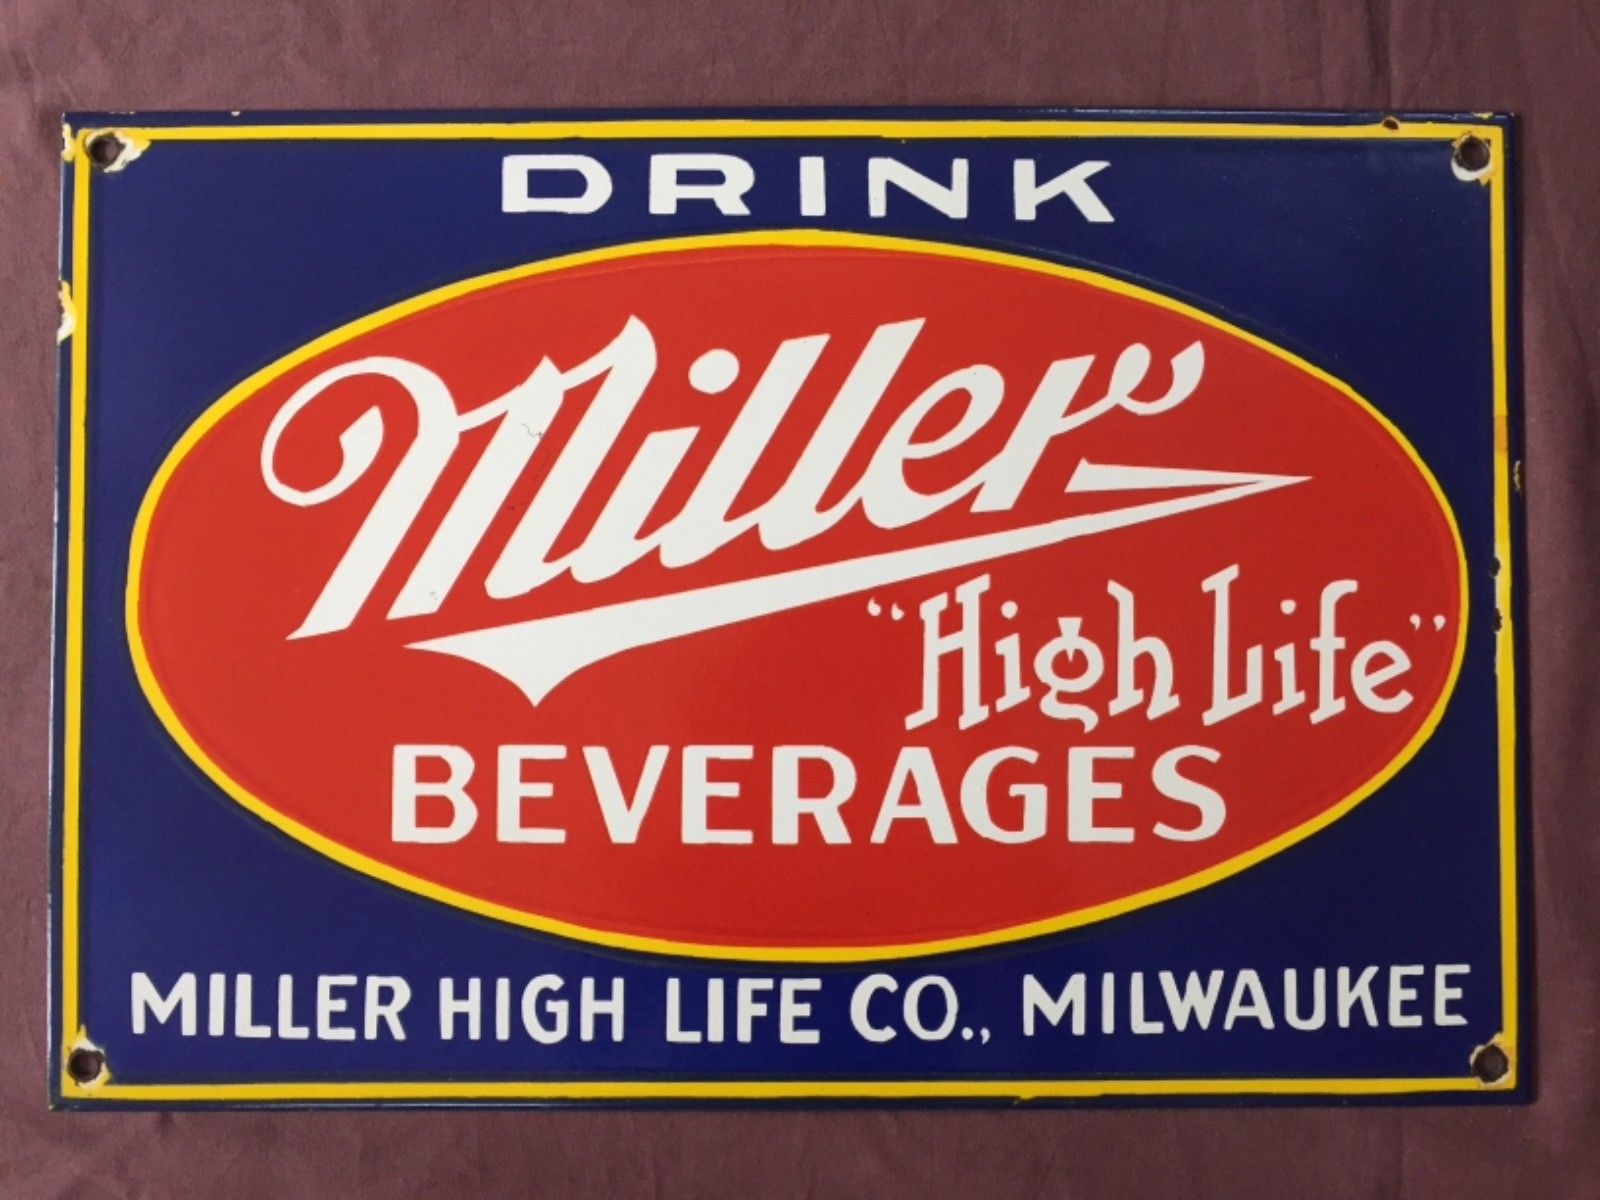 DRINK
Miller
"High Life"
BEVERAGES
MILLER HIGH LIFE CO., MILWAUKEE